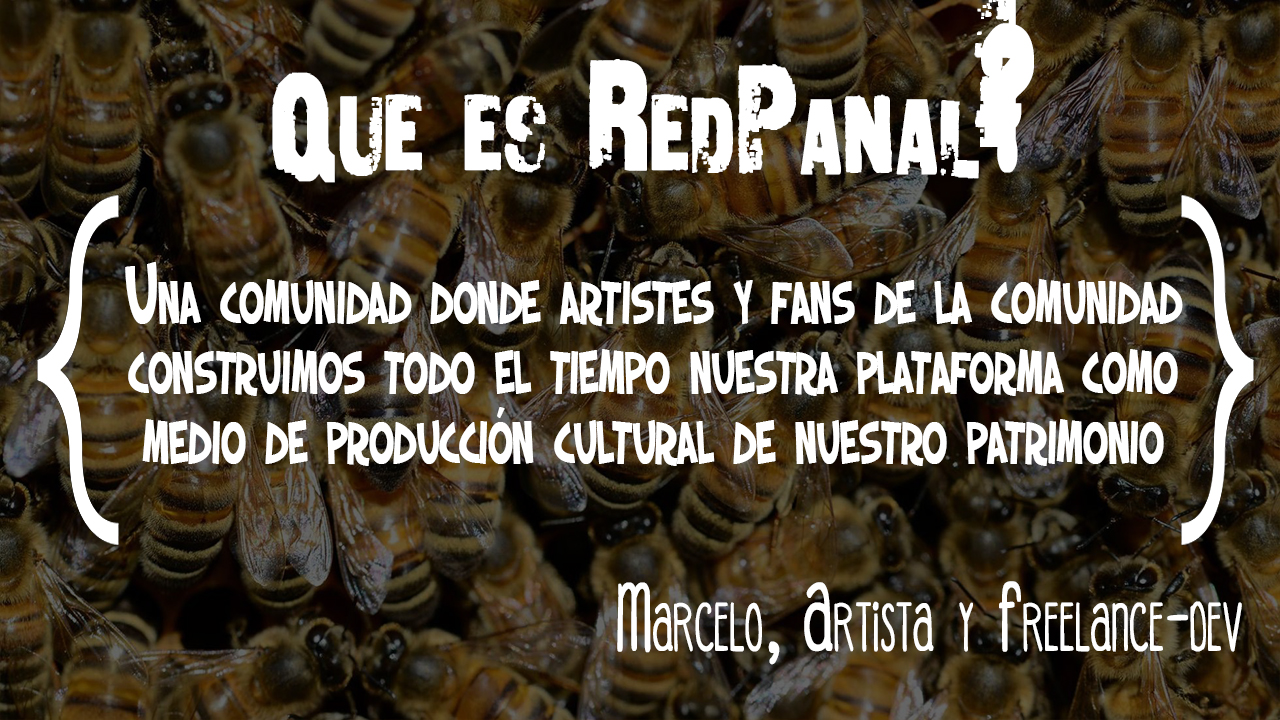 Que es RedPanal?
{
Una comunidad donde artistes y fans de la comunidad
construimos todo el tiempo nuestra plataforma como
medio de producción cultural de nuestro patrimonio
}
Marcelo, Artista y freelance-dev